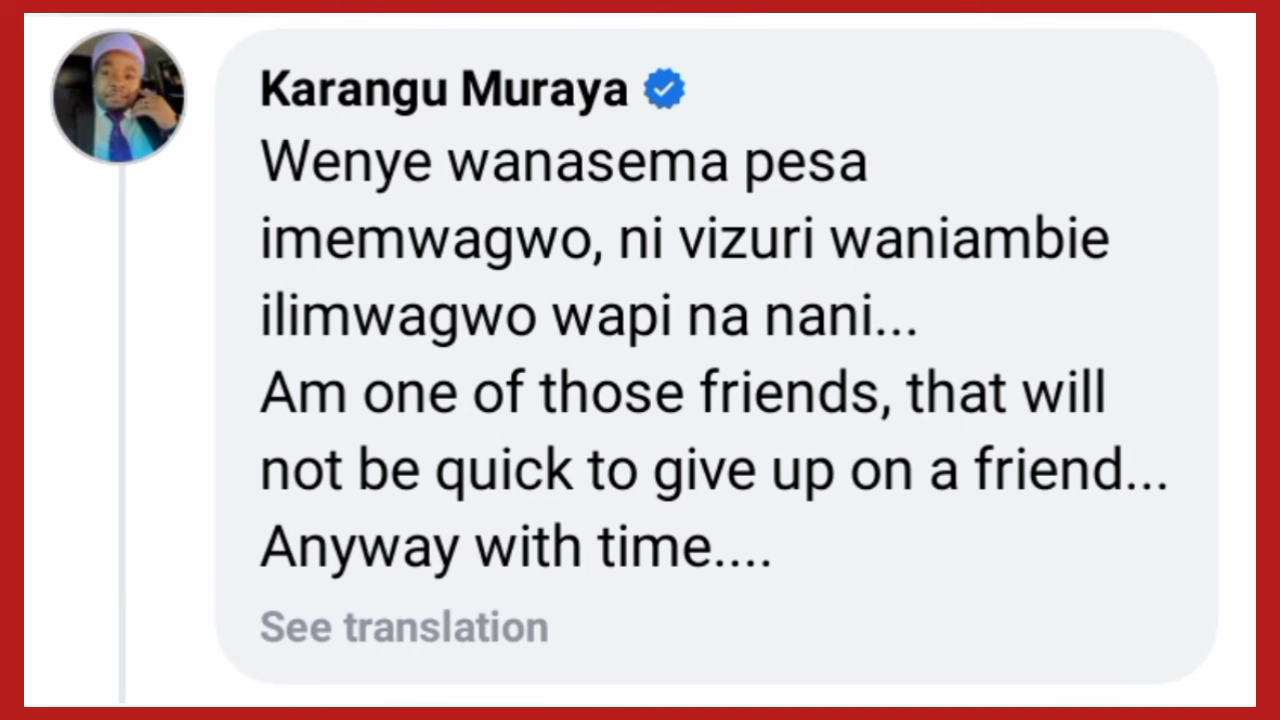 Karangu Muraya
Wenye wanasema pesa
imemwagwo, ni vizuri waniambie
ilimwagwo wapi na nani...
Am one of those friends, that will
not be quick to give up on a friend...
Anyway with time....
See translation